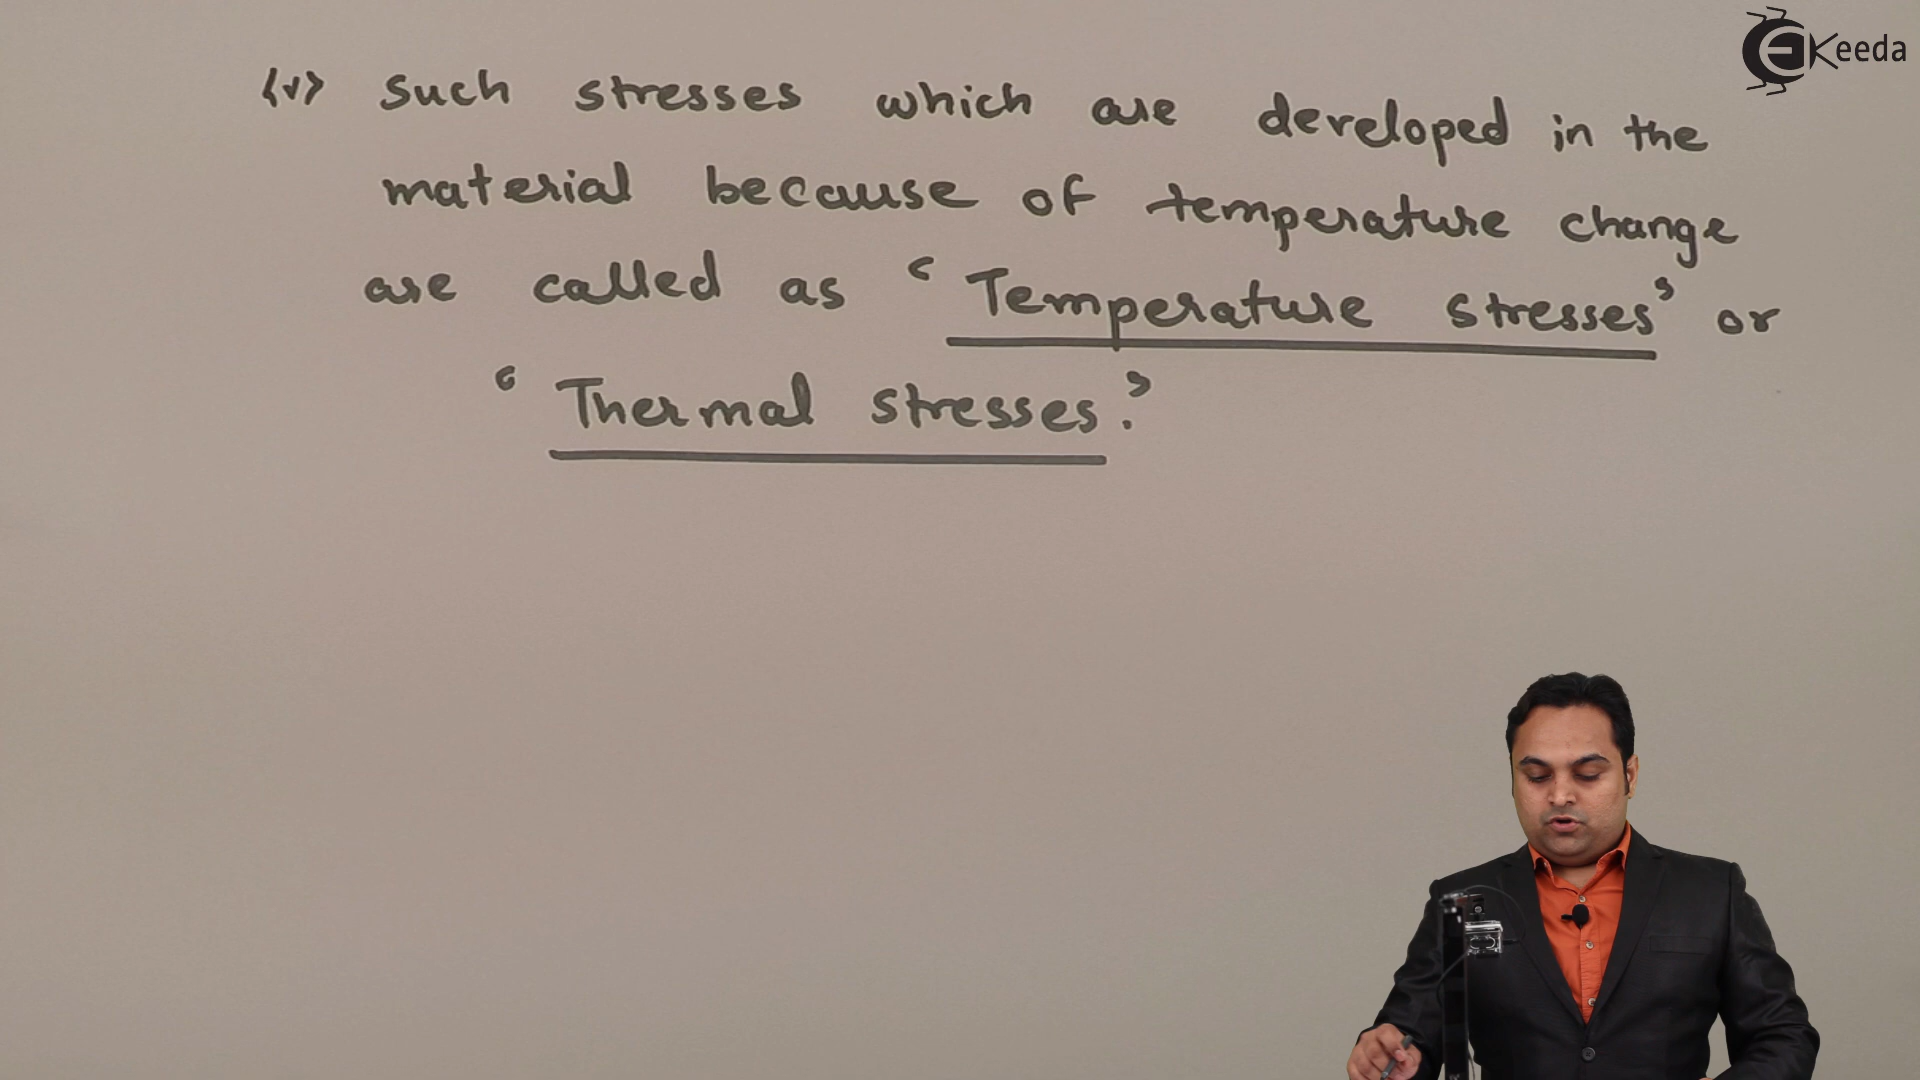 Ekeeda
(v) Such stresses which are developed in the
material because of temperature change
are called as ‘Temperature stresses’ or
‘Thermal stresses.’